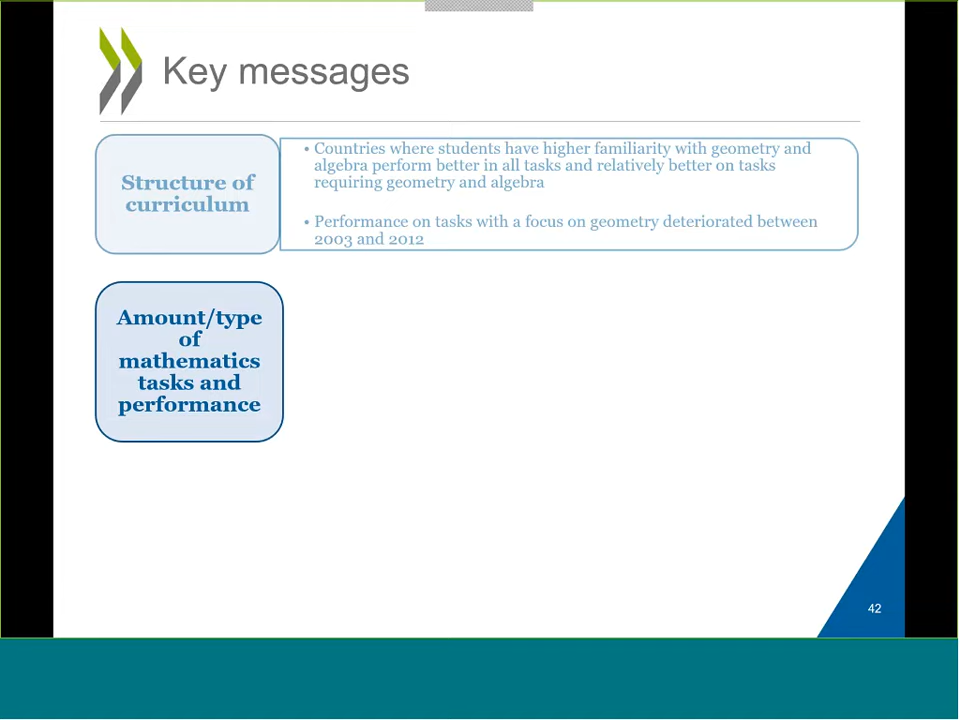 Key messages
Structure of
curriculum
• Countries where students have higher familiarity with geometry and
algebra perform better in all tasks and relatively better on tasks
requiring geometry and algebra
• Performance on tasks with a focus on geometry deteriorated between
2003 and 2012
Amount/type
of
mathematics
tasks and
performance
42